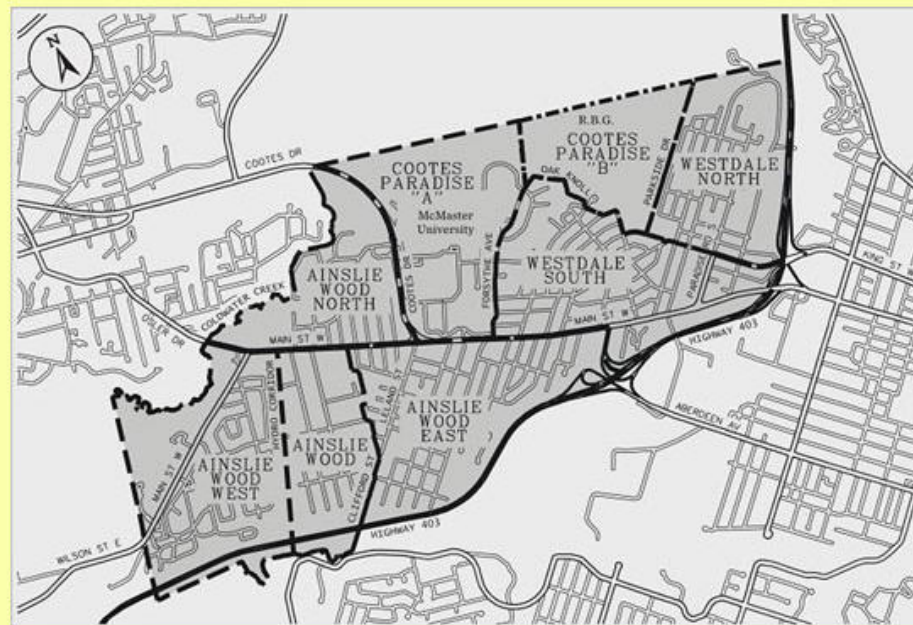 N
COOTES DR
R.B.G.
COOTES
PARADISE
"B"
COOTES
PARADISE
"A"
McMaster
University
WESTDALE
NORTH
PARKSIDE DR
OAK KNOLL
WESTDALE
SOUTH
FORSYTHE AVE
COOTES DR
KING ST W
AINSLIE
WOOD
NORTH
COLDWATER CREEK
OSLER DR
MAIN ST W
MAIN ST W
HIGHWAY 403
ABERDEEN AV
HYDRO CORRIDOR
LELAND ST
AINSLIE
WOOD
EAST
AINSLIE
WOOD
AINSLIE
WOOD
WEST
MAIN ST W
CLIFFORD ST
HIGHWAY 403
WILSON ST E